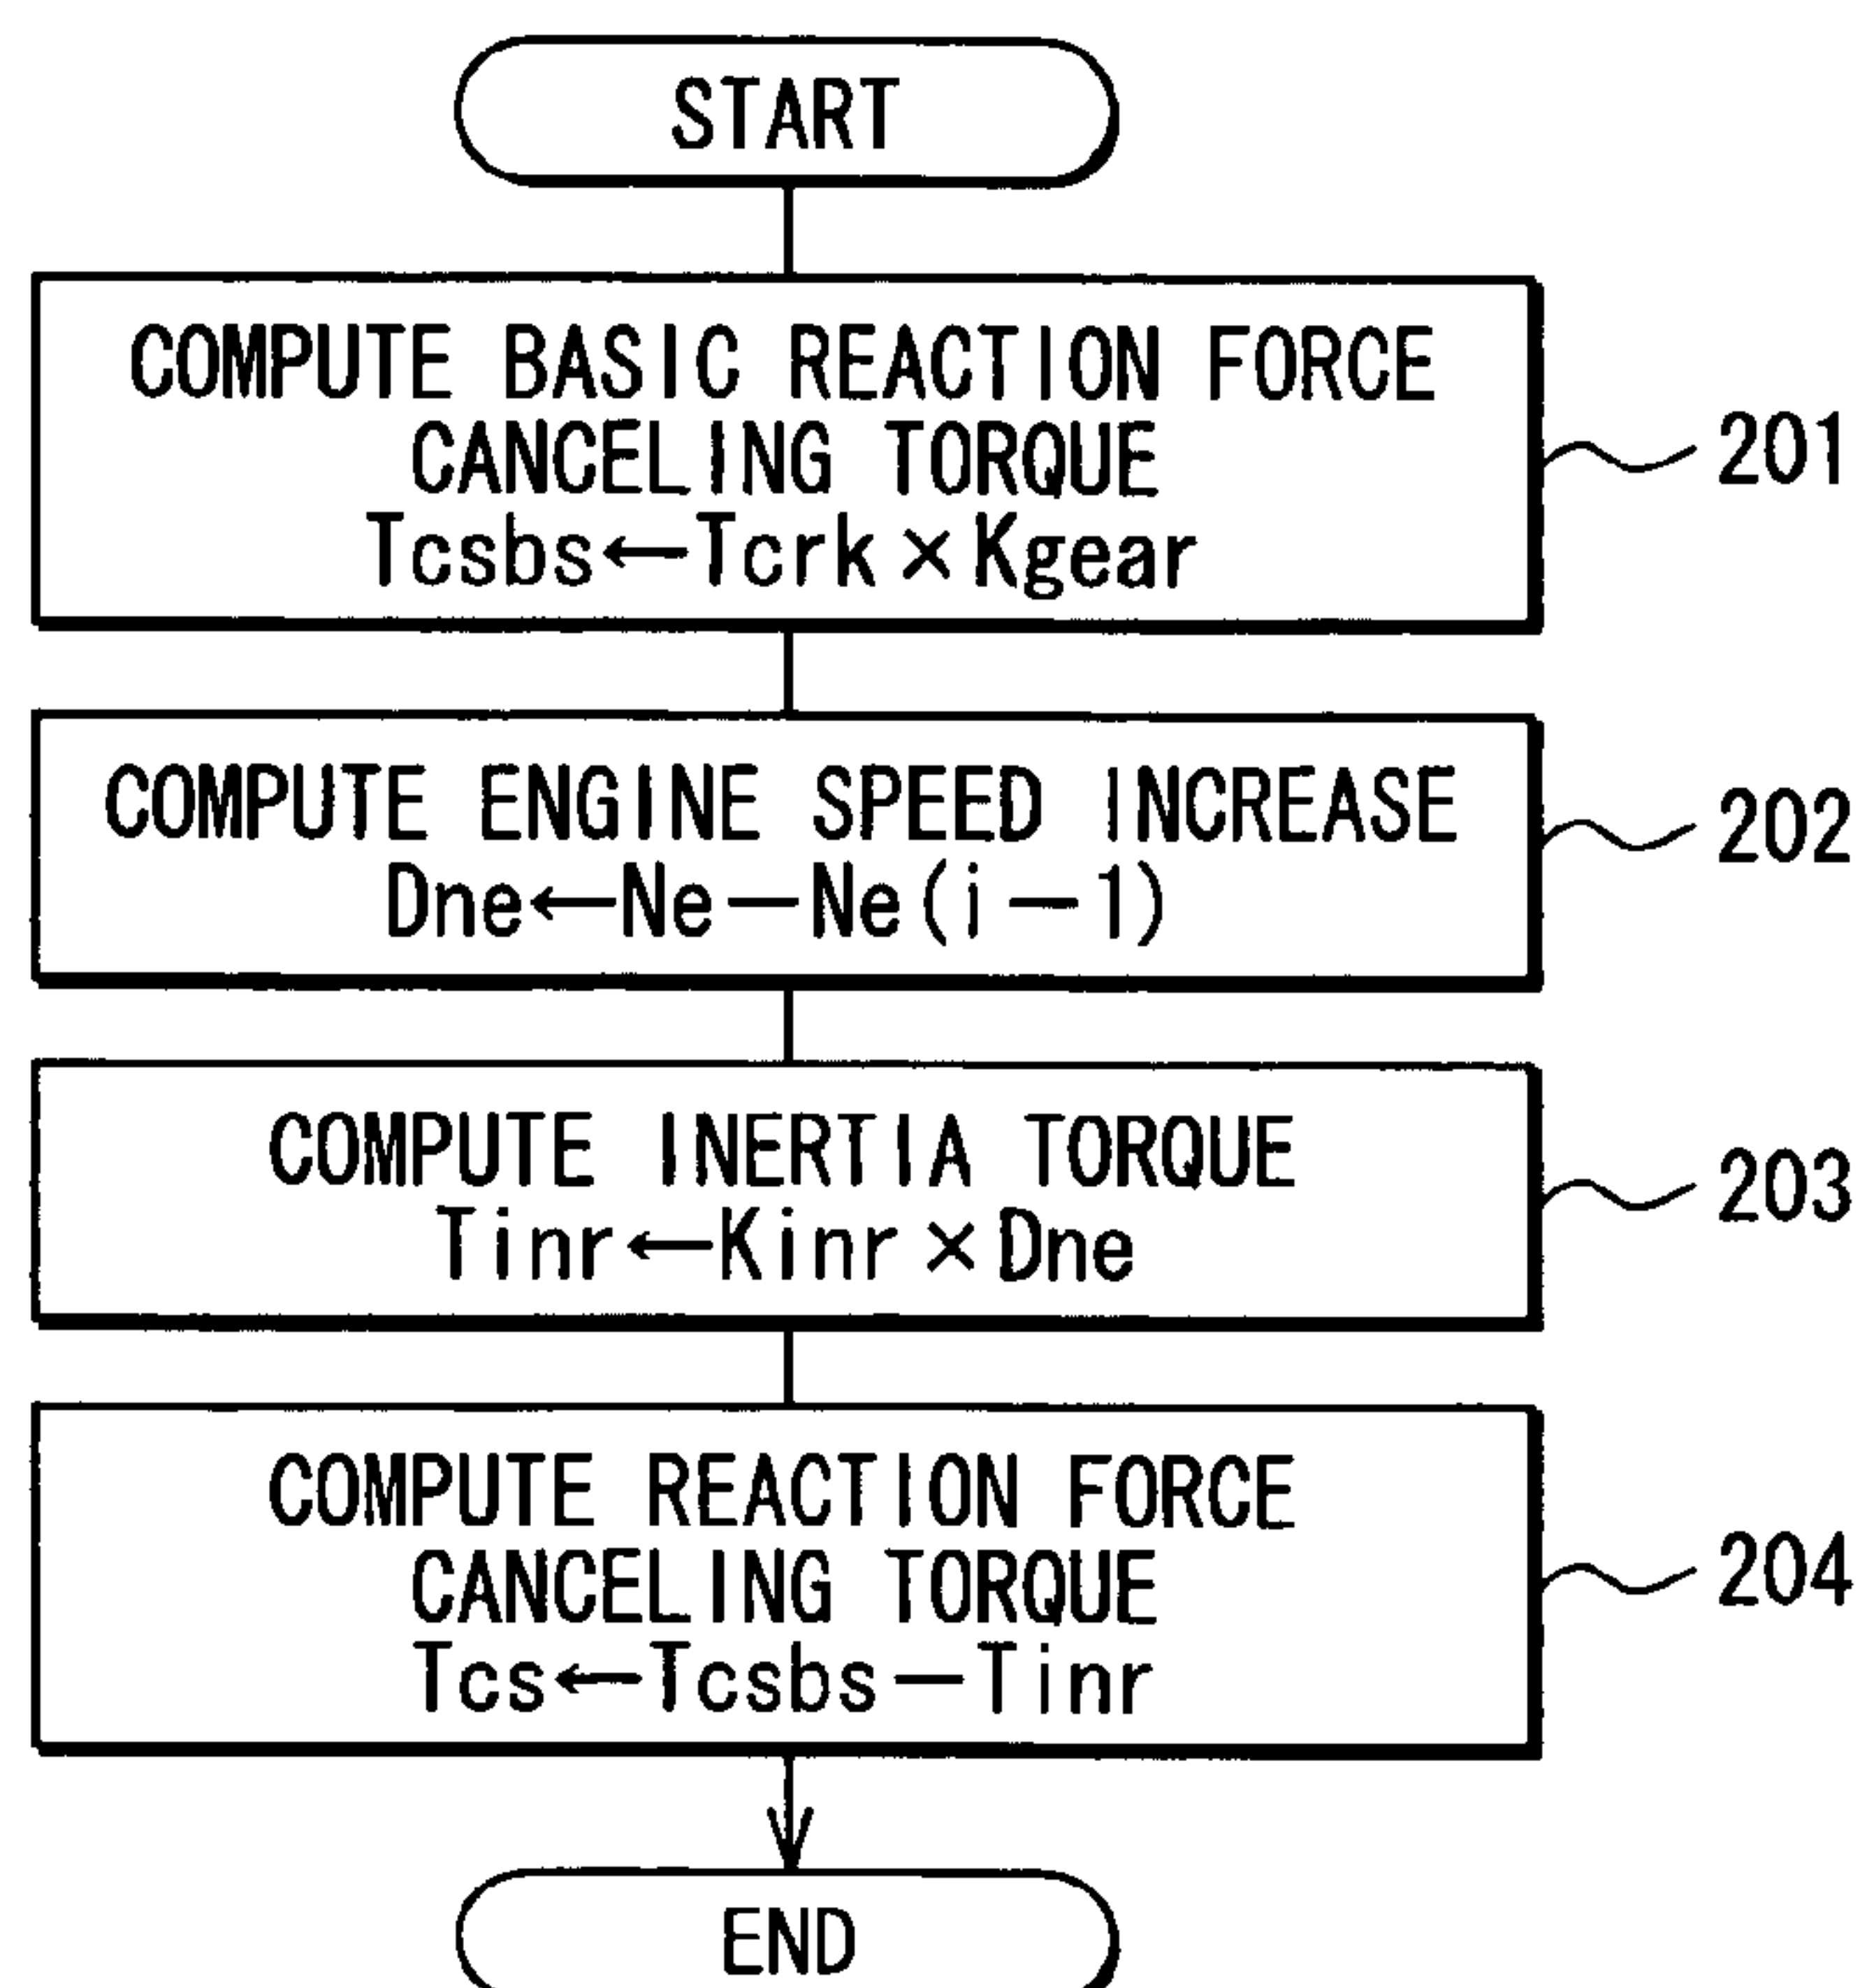 START
COMPUTE BASIC REACTION FORCE
CANCELING TORQUE
Tcsbs←Tcrk×Kgear
201
COMPUTE ENGINE SPEED INCREASE
Dne←Ne−Ne(i−1)
202
COMPUTE INERTIA TORQUE
Tinr←Kinr×Dne
203
COMPUTE REACTION FORCE
CANCELING TORQUE
Tcs←Tcsbs−Tinr
204
END